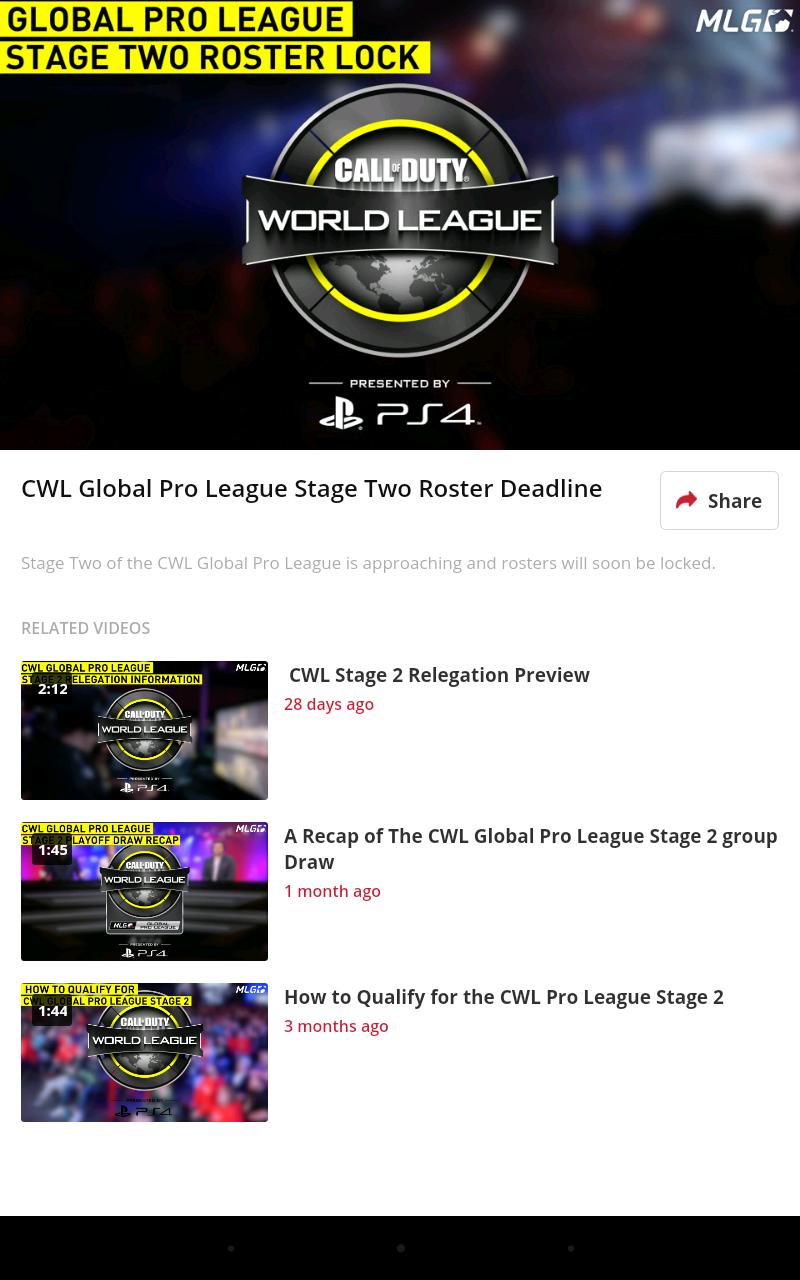 GLOBAL PRO LEAGUE
STAGE TWO ROSTER LOCK
MLG
CALL OF DUTY
WORLD LEAGUE
PRESENTED BY
PS4
CWL Global Pro League Stage Two Roster Deadline
Share
Stage Two of the CWL Global Pro League is approaching and rosters will soon be locked.
RELATED VIDEOS
CWL GLOBAL PRO LEAGUE
STAGE 2 RELEGATION INFORMATION
MLG
2:12
CALL OF DUTY
WORLD LEAGUE
PRESENTED BY
PS4
CWL Stage 2 Relegation Preview
28 days ago
CWL GLOBAL PRO LEAGUE
STAGE 2 PLAYOFF DRAW RECAP
MLG
1:45
CALL OF DUTY
WORLD LEAGUE
MLG GLOBAL PRO LEAGUE
PRESENTED BY
PS4
A Recap of The CWL Global Pro League Stage 2 group
Draw
1 month ago
HOW TO QUALIFY FOR
CWL GLOBAL PRO LEAGUE STAGE 2
MLG
1:44
CALL OF DUTY
WORLD LEAGUE
PRESENTED BY
PS4
How to Qualify for the CWL Pro League Stage 2
3 months ago